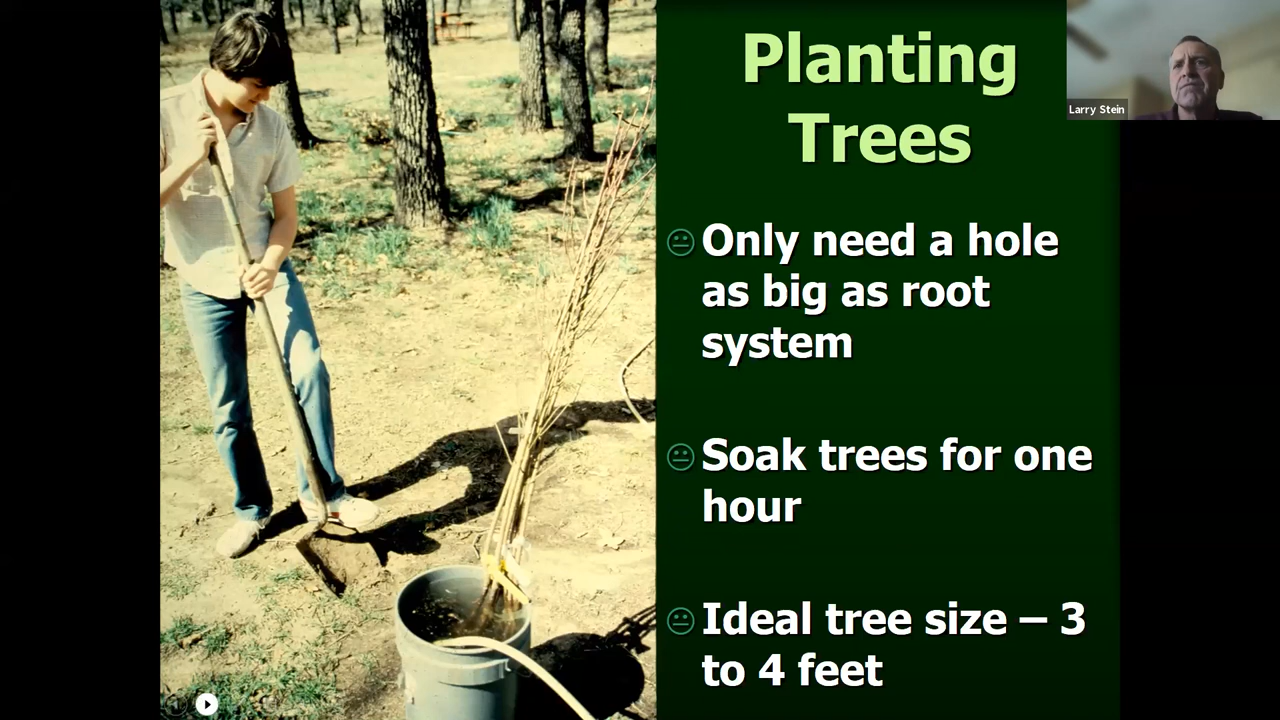 Planting
Trees
Larry Stein
Only need a hole
as big as root
system
Soak trees for one
hour
Ideal tree size – 3
to 4 feet